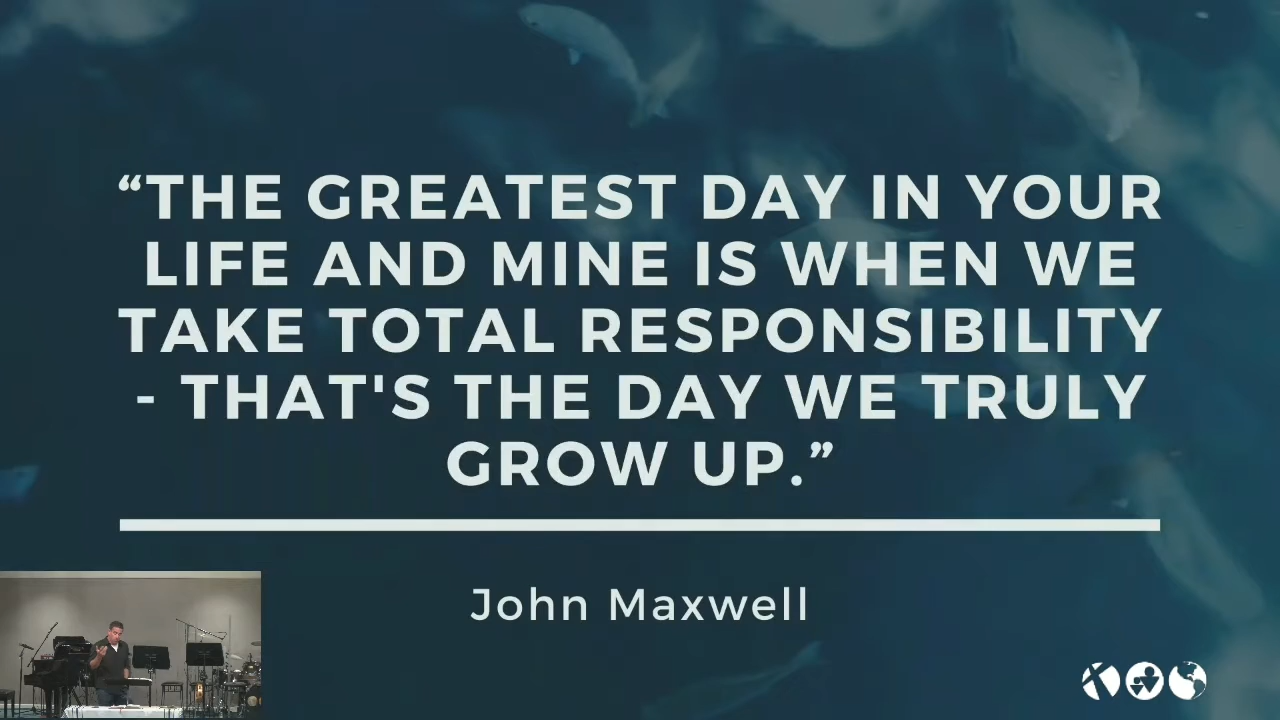 “THE GREATEST DAY IN YOUR
LIFE AND MINE IS WHEN WE
TAKE TOTAL RESPONSIBILITY
- THAT'S THE DAY WE TRULY
GROW UP.”
John Maxwell